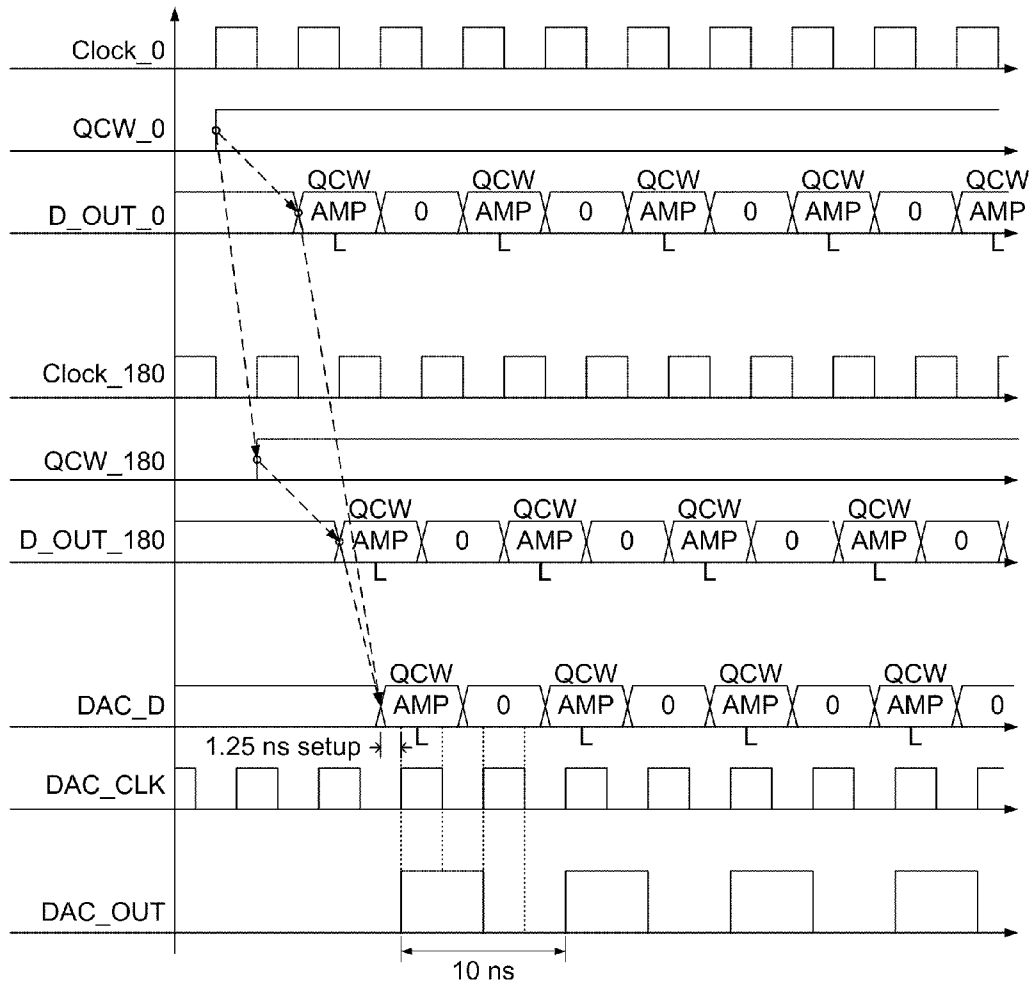 Clock_0
QCW_0
QCW QCW QCW QCW QCW
D_OUT_0 AMP 0 AMP 0 AMP 0 AMP 0 AMP
L L L L L
Clock_180
QCW_180
QCW QCW QCW QCW
D_OUT_180 AMP 0 AMP 0 AMP 0 AMP 0
L L L L
QCW QCW QCW QCW
DAC_D AMP 0 AMP 0 AMP 0 AMP 0
1.25 ns setup L L L L
DAC_CLK
DAC_OUT
10 ns